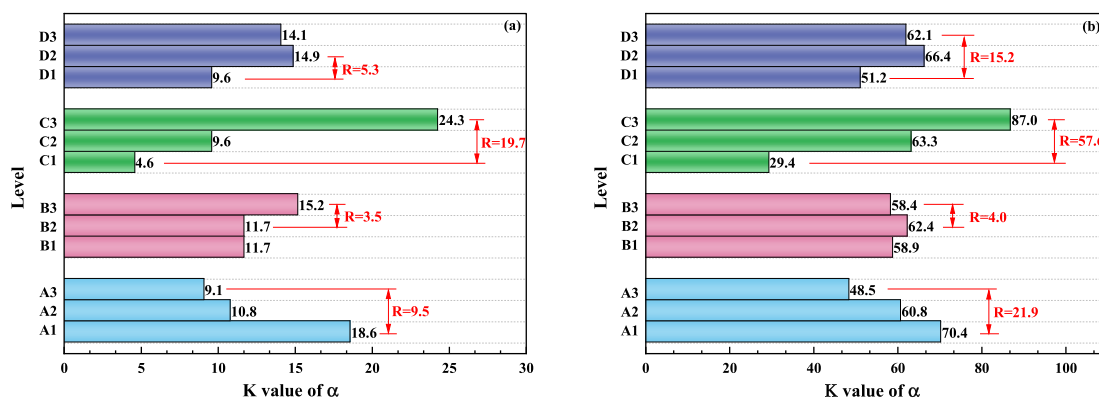 (a)
D3
14.1
D2
14.9
R=5.3
D1
9.6
C3
24.3
C2
9.6
R=19.7
C1
4.6
Level
B3
15.2
B2
11.7
R=3.5
B1
11.7
A3
9.1
A2
10.8
R=9.5
A1
18.6
0 5 10 15 20 25 30
K value of α
(b)
D3
62.1
D2
66.4
R=15.2
D1
51.2
C3
87.0
C2
63.3
C1
29.4
Level
B3
58.4
B2
62.4
R=4.0
B1
58.9
A3
48.5
A2
60.8
R=21.9
A1
70.4
0 20 40 60 80 100
K value of α